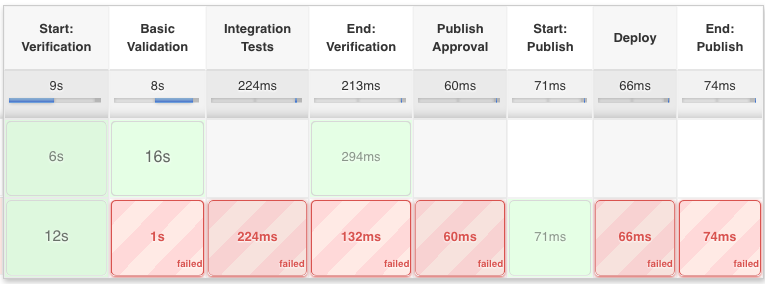 Start: Verification
Basic Validation
Integration Tests
End: Verification
Publish Approval
Start: Publish
Deploy
End: Publish
9s 8s 224ms 213ms 60ms 71ms 66ms 74ms
6s 16s 294ms
12s 1s 224ms 132ms 60ms 71ms 66ms 74ms
failed failed failed failed failed failed